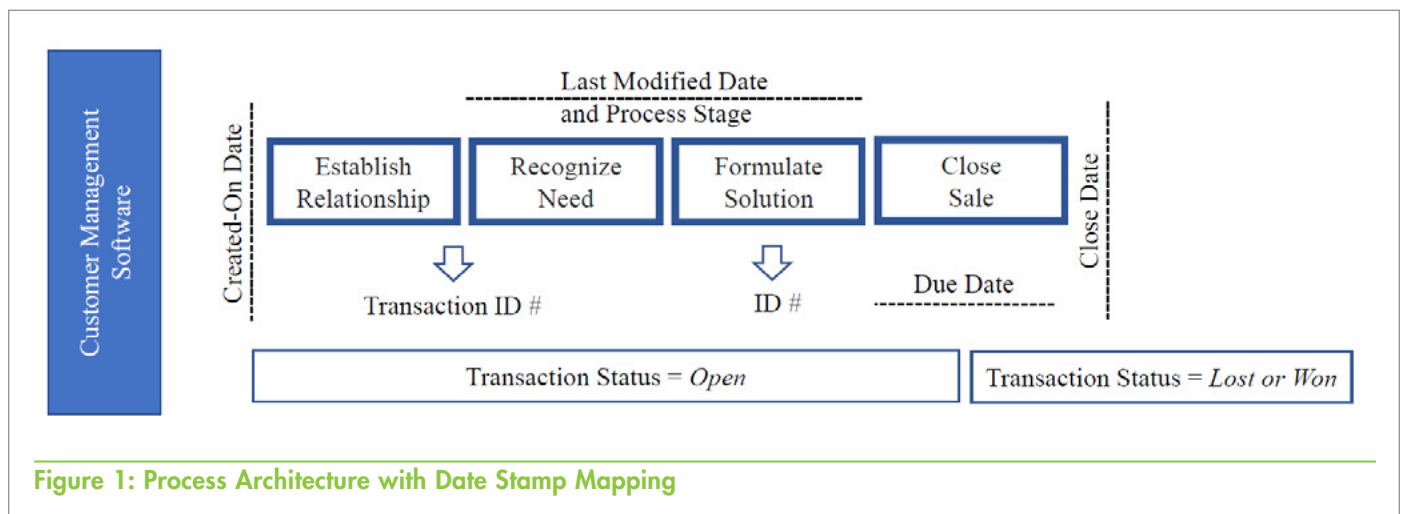 Customer Management
Software
Created-On Date
Last Modified Date
and Process Stage
Establish
Relationship
Recognize
Need
Formulate
Solution
Close
Sale
Close Date
Transaction ID #
ID #
Due Date
Transaction Status = Open
Transaction Status = Lost or Won
Figure 1: Process Architecture with Date Stamp Mapping